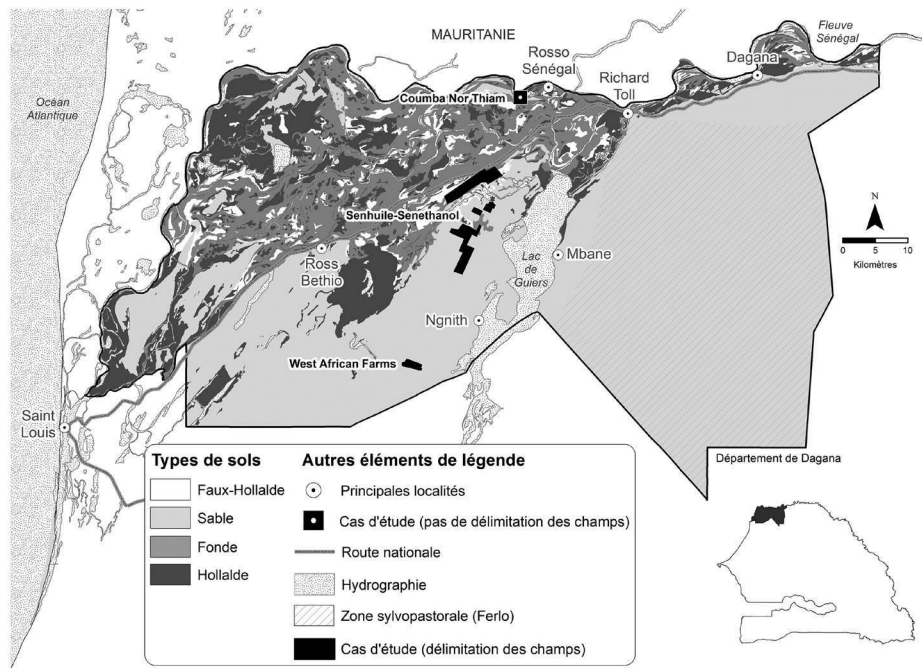 MAURITANIE
Fleuve
Sénégal
Rosso
Sénégal
Dagana
Richard
Toll
Océan
Atlantique
Coumba Nor Thiam
Senhuile-Senethanol
N
0 5 10
Kilomètres
Ross
Bethio
Lac
de
Guiers
Mbane
Ngnith
West African Farms
Saint
Louis
Département de Dagana
Types de sols
Faux-Hollalde
Sable
Fonde
Hollalde
Autres éléments de légende
Principales localités
Cas d'étude (pas de délimitation des champs)
Route nationale
Hydrographie
Zone sylvopastorale (Ferlo)
Cas d'étude (délimitation des champs)